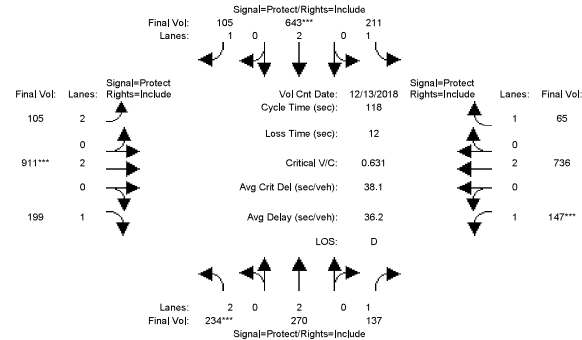 Signal=Protect/Rights=Include
Final Vol: 105 643*** 211
Lanes: 1 0 2 0 1
Signal=Protect
Final Vol: Lanes: Rights=Include
Vol Cnt Date: 12/13/2018
Signal=Protect
Rights=Include Lanes: Final Vol:
Cycle Time (sec): 118
105 2
1 65
Loss Time (sec): 12
0
0
911*** 2
Critical V/C: 0.631
2 736
0
Avg Crit Del (sec/veh): 38.1
0
199 1
Avg Delay (sec/veh): 36.2
1 147***
LOS: D
Lanes: 2 0 2 0 1
Final Vol: 234*** 270 137
Signal=Protect/Rights=Include